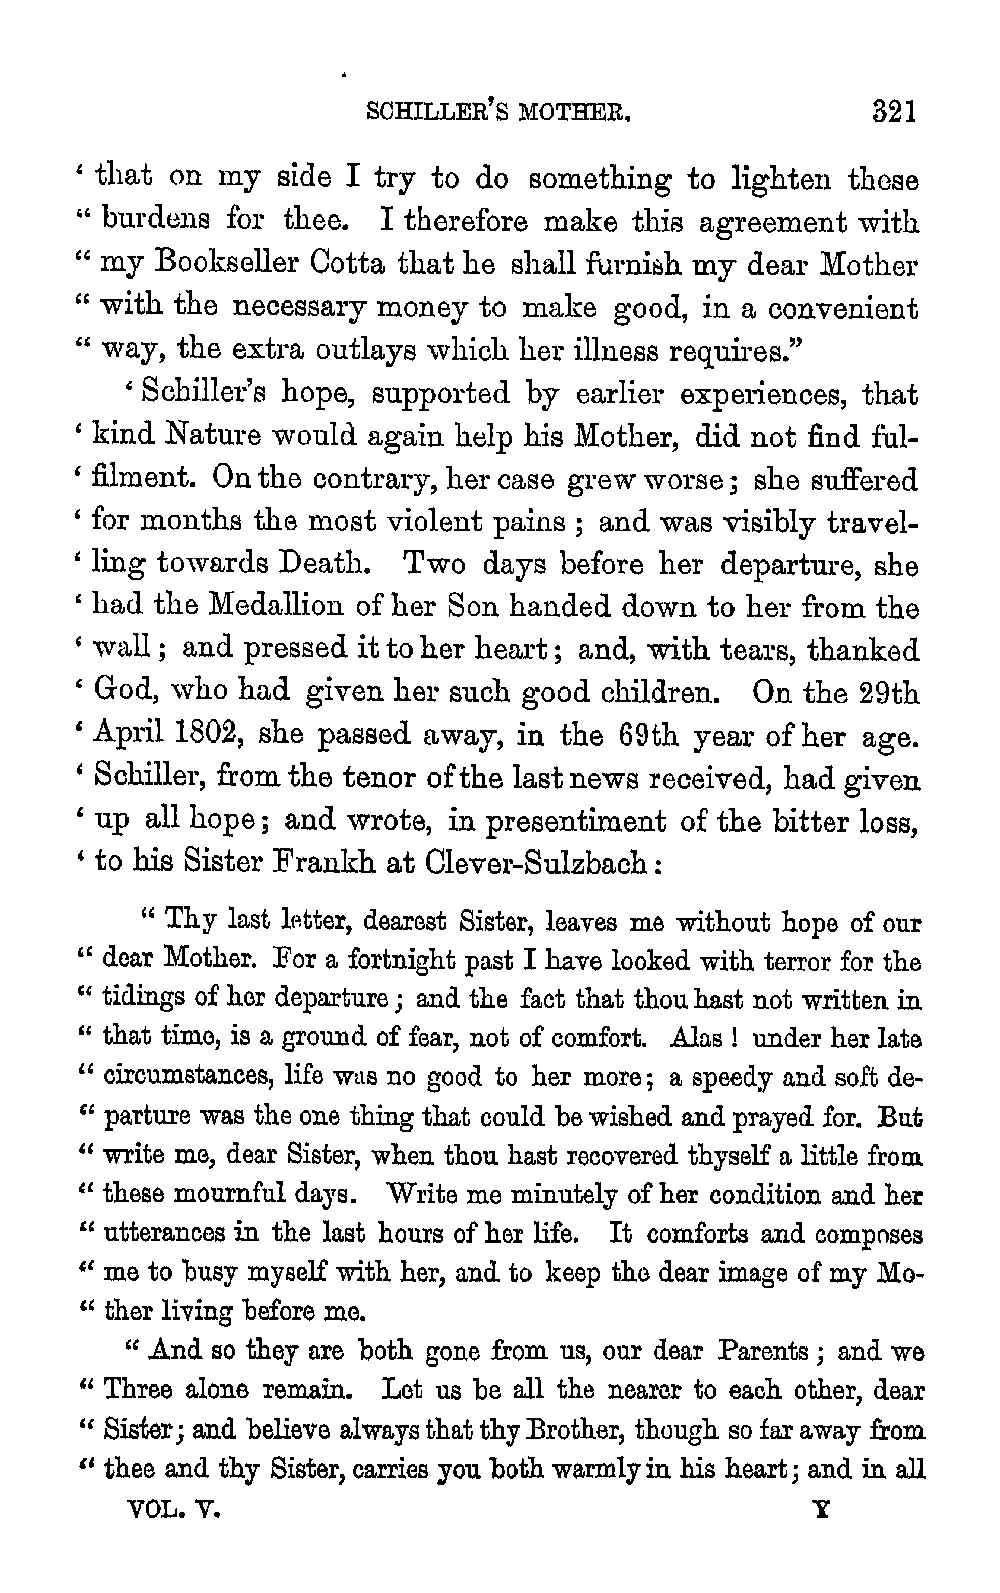 SCHILLER'S MOTHER. 321
‘ that on my side I try to do something to lighten these
“ burdens for thee. I therefore make this agreement with
“ my Bookseller Cotta that he shall furnish my dear Mother
“ with the necessary money to make good, in a convenient
“ way, the extra outlays which her illness requires.”
‘ Schiller's hope, supported by earlier experiences, that
‘ kind Nature would again help his Mother, did not find ful-
‘ filment. On the contrary, her case grew worse; she suffered
‘ for months the most violent pains ; and was visibly travel-
‘ ling towards Death. Two days before her departure, she
‘ had the Medallion of her Son handed down to her from the
‘ wall ; and pressed it to her heart ; and, with tears, thanked
‘ God, who had given her such good children. On the 29th
‘ April 1802, she passed away, in the 69th year of her age.
‘ Schiller, from the tenor of the last news received, had given
‘ up all hope ; and wrote, in presentiment of the bitter loss,
‘ to his Sister Frankh at Clever-Sulzbach :
“ Thy last letter, dearest Sister, leaves me without hope of our
“ dear Mother. For a fortnight past I have looked with terror for the
“ tidings of her departure ; and the fact that thou hast not written in
“ that time, is a ground of fear, not of comfort. Alas ! under her late
“ circumstances, life was no good to her more ; a speedy and soft de-
“ parture was the one thing that could be wished and prayed for. But
“ write me, dear Sister, when thou hast recovered thyself a little from
“ these mournful days. Write me minutely of her condition and her
“ utterances in the last hours of her life. It comforts and composes
“ me to busy myself with her, and to keep the dear image of my Mo-
“ ther living before me.
“ And so they are both gone from us, our dear Parents ; and we
“ Three alone remain. Let us be all the nearer to each other, dear
“ Sister ; and believe always that thy Brother, though so far away from
“ thee and thy Sister, carries you both warmly in his heart ; and in all
VOL. V. Y